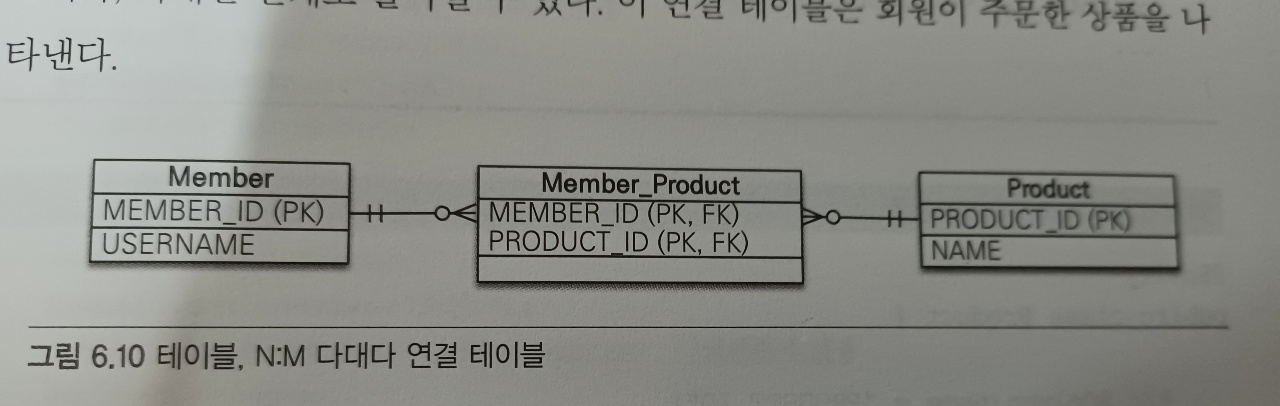 있다. 이 연결 테이블은 회원이 주문한 상품을 나
타낸다.
Member
MEMBER_ID (PK)
USERNAME
Member_Product
MEMBER_ID (PK, FK)
PRODUCT_ID (PK, FK)
Product
PRODUCT_ID (PK)
NAME
그림 6.10 테이블, N:M 다대다 연결 테이블